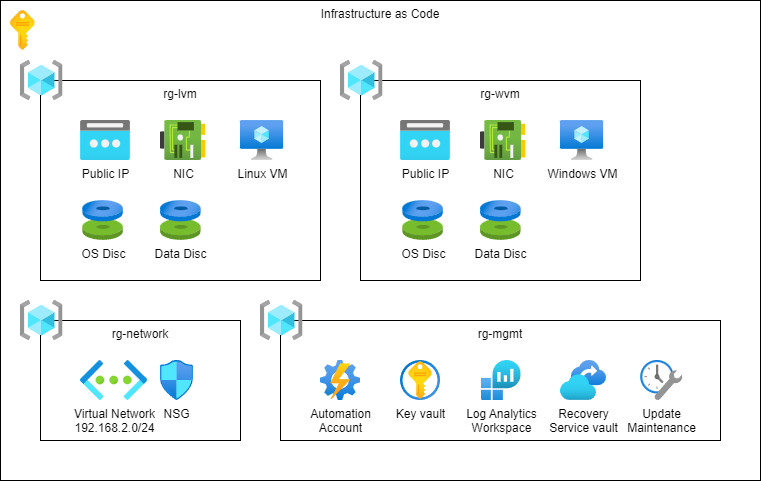 Infrastructure as Code
rg-lvm
Public IP
NIC
Linux VM
OS Disc
Data Disc
rg-wvm
Public IP
NIC
Windows VM
OS Disc
Data Disc
rg-network
Virtual Network
192.168.2.0/24
NSG
rg-mgmt
Automation
Account
Key vault
Log Analytics
Workspace
Recovery
Service vault
Update
Maintenance